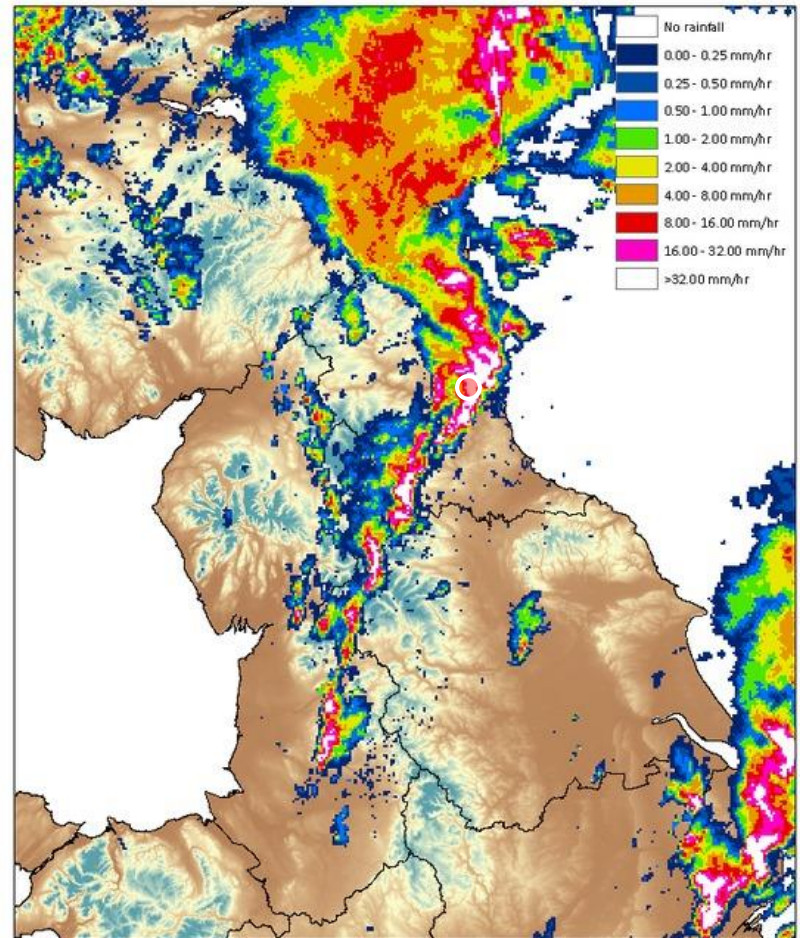 No rainfall
0.00 - 0.25 mm/hr
0.25 - 0.50 mm/hr
0.50 - 1.00 mm/hr
1.00 - 2.00 mm/hr
2.00 - 4.00 mm/hr
4.00 - 8.00 mm/hr
8.00 - 16.00 mm/hr
16.00 - 32.00 mm/hr
>32.00 mm/hr